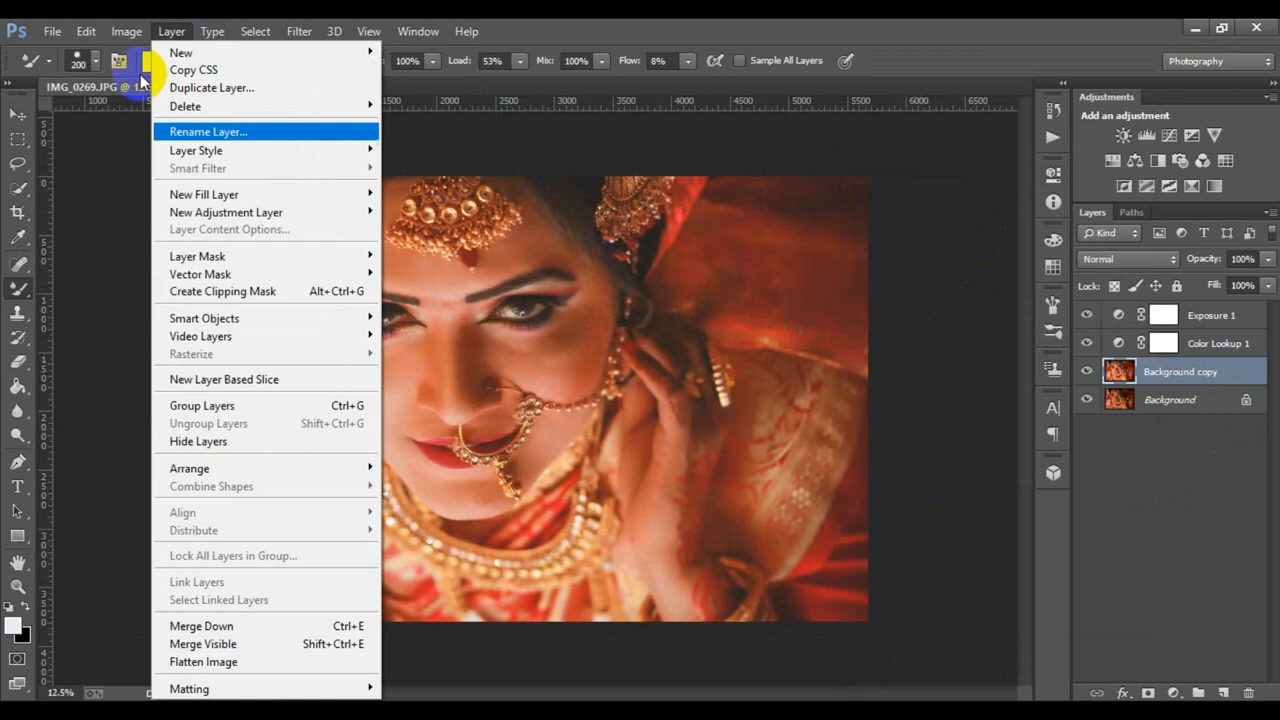 Ps File Edit Image Layer Type Select Filter 3D View Window Help
200 100% Load: 53% Mix: 100% Flow: 8% Sample All Layers Photography
IMG_0269.JPG @
1000 1500 2000 2500 3000 3500 4000 4500 5000 5500 6000 6500
New
Copy CSS
Duplicate Layer...
Delete
Rename Layer...
Layer Style
Smart Filter
New Fill Layer
New Adjustment Layer
Layer Content Options...
Layer Mask
Vector Mask
Create Clipping Mask Alt+Ctrl+G
Smart Objects
Video Layers
Rasterize
New Layer Based Slice
Group Layers Ctrl+G
Ungroup Layers Shift+Ctrl+G
Hide Layers
Arrange
Combine Shapes
Align
Distribute
Lock All Layers in Group...
Link Layers
Select Linked Layers
Merge Down Ctrl+E
Merge Visible Shift+Ctrl+E
Flatten Image
Matting
12.5%
Adjustments
Add an adjustment
Layers Paths
Kind
Normal Opacity: 100%
Lock: Fill: 100%
Exposure 1
Color Lookup 1
Background copy
Background